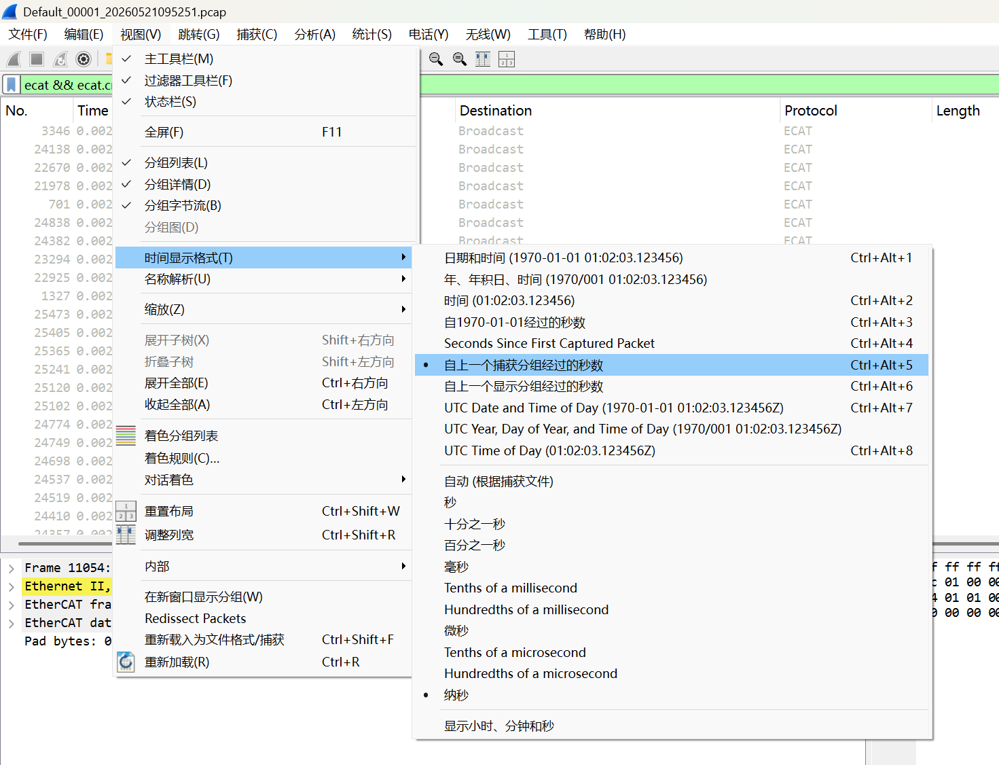 Default_00001_20260521095251.pcap
文件(F) 编辑(E) 视图(V) 跳转(G) 捕获(C) 分析(A) 统计(S) 电话(Y) 无线(W) 工具(T) 帮助(H)
ecat && ecat.c
No. Time Destination Protocol Length
3346 0.002 Broadcast ECAT
24138 0.002 Broadcast ECAT
22670 0.002 Broadcast ECAT
21978 0.002 Broadcast ECAT
701 0.002 Broadcast ECAT
24838 0.002 Broadcast ECAT
24382 0.002 Broadcast ECAT
23294 0.002
22925 0.002
1327 0.002
25473 0.002
25405 0.002
25365 0.002
25241 0.002
25120 0.002
25102 0.002
24774 0.002
24749 0.002
24698 0.002
24537 0.002
24519 0.002
24410 0.002
24357 0.002
主工具栏(M)
过滤器工具栏(F)
状态栏(S)
全屏(F) F11
分组列表(L)
分组详情(D)
分组字节流(B)
分组图(D)
时间显示格式(T)
名称解析(U)
缩放(Z)
展开子树(X) Shift+右方向
折叠子树 Shift+左方向
展开全部(E) Ctrl+右方向
收起全部(A) Ctrl+左方向
着色分组列表
着色规则(C)...
对话着色
重置布局 Ctrl+Shift+W
调整列宽 Ctrl+Shift+R
内部
在新窗口显示分组(W)
Redissect Packets
重新载入为文件格式/捕获 Ctrl+Shift+F
重新加载(R) Ctrl+R
日期和时间 (1970-01-01 01:02:03.123456) Ctrl+Alt+1
年、年积日、时间 (1970/001 01:02:03.123456)
时间 (01:02:03.123456) Ctrl+Alt+2
自1970-01-01经过的秒数 Ctrl+Alt+3
Seconds Since First Captured Packet Ctrl+Alt+4
自上一个捕获分组经过的秒数 Ctrl+Alt+5
自上一个显示分组经过的秒数 Ctrl+Alt+6
UTC Date and Time of Day (1970-01-01 01:02:03.123456Z) Ctrl+Alt+7
UTC Year, Day of Year, and Time of Day (1970/001 01:02:03.123456Z)
UTC Time of Day (01:02:03.123456Z) Ctrl+Alt+8
自动 (根据捕获文件)
秒
十分之一秒
百分之一秒
毫秒
Tenths of a millisecond
Hundredths of a millisecond
微秒
Tenths of a microsecond
Hundredths of a microsecond
纳秒
显示小时、分钟和秒
Frame 11054:
Ethernet II,
EtherCAT fra
EtherCAT dat
Pad bytes: 0
f ff ff ff
c 01 00 00
4 01 01 00
0 00 00 00